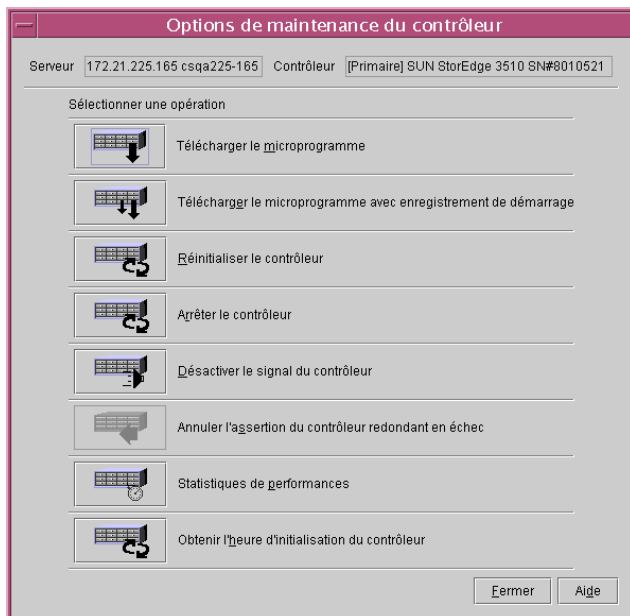 Options de maintenance du contrôleur
Serveur 172.21.225.165 csqa225-165 Contrôleur [Primaire] SUN StorEdge 3510 SN#8010521
Sélectionner une opération
Télécharger le microprogramme
Télécharger le microprogramme avec enregistrement de démarrage
Réinitialiser le contrôleur
Arrêter le contrôleur
Désactiver le signal du contrôleur
Annuler l'assertion du contrôleur redondant en échec
Statistiques de performances
Obtenir l'heure d'initialisation du contrôleur
Fermer Aide